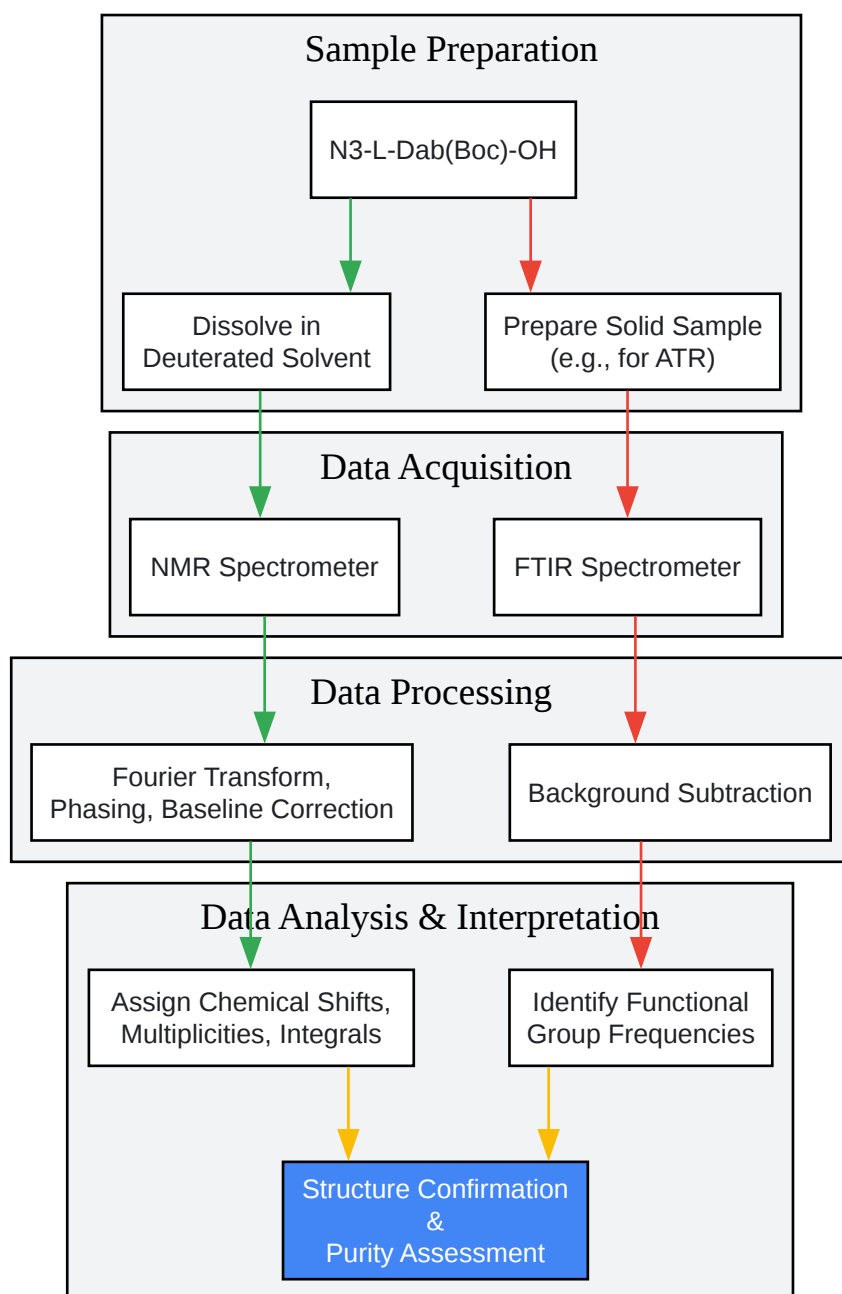 Sample Preparation
N3-L-Dab(Boc)-OH
Dissolve in
Deuterated Solvent
Prepare Solid Sample
(e.g., for ATR)
Data Acquisition
NMR Spectrometer
FTIR Spectrometer
Data Processing
Fourier Transform,
Phasing, Baseline Correction
Background Subtraction
Data Analysis & Interpretation
Assign Chemical Shifts,
Multiplicities, Integrals
Identify Functional
Group Frequencies
Structure Confirmation
&
Purity Assessment